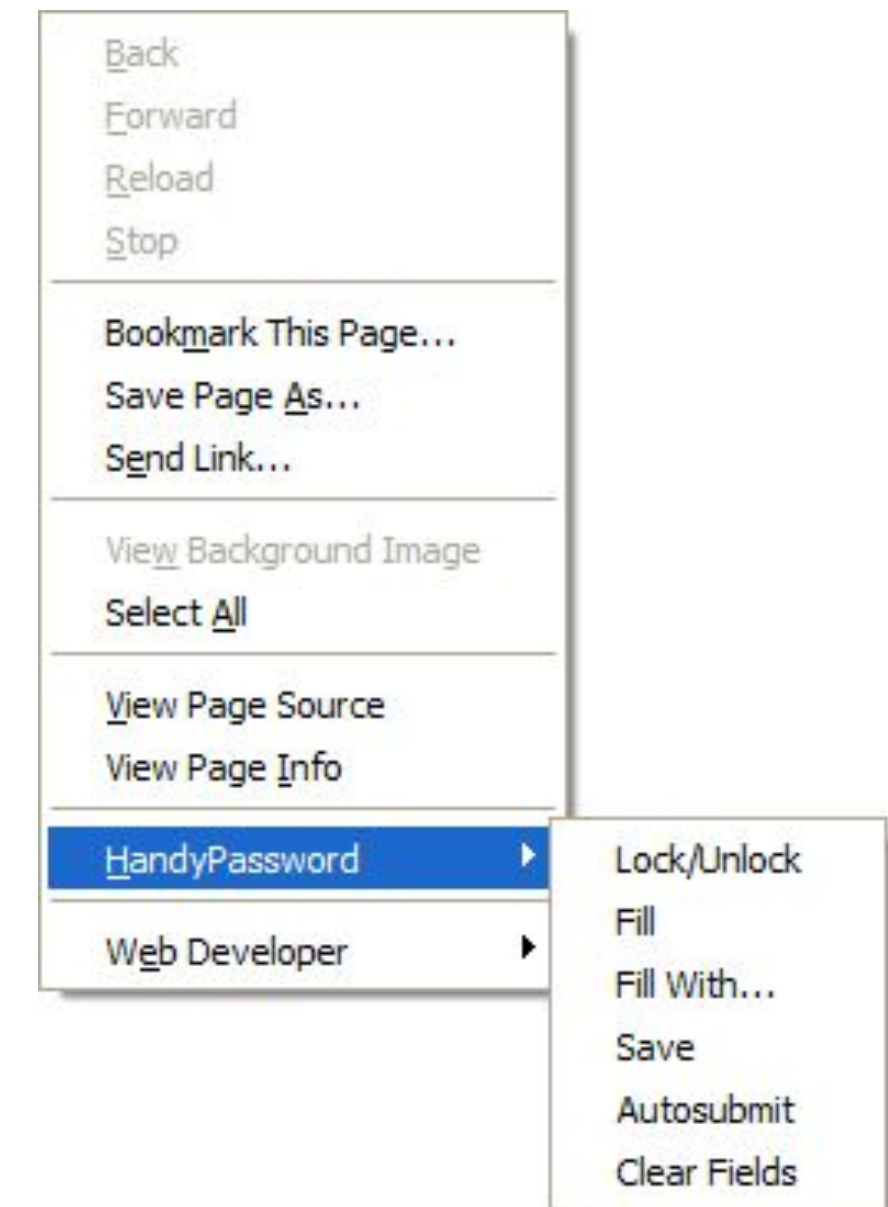 Back
Forward
Reload
Stop
Bookmark This Page...
Save Page As...
Send Link...
View Background Image
Select All
View Page Source
View Page Info
HandyPassword
Web Developer
Lock/Unlock
Fill
Fill With...
Save
Autosubmit
Clear Fields